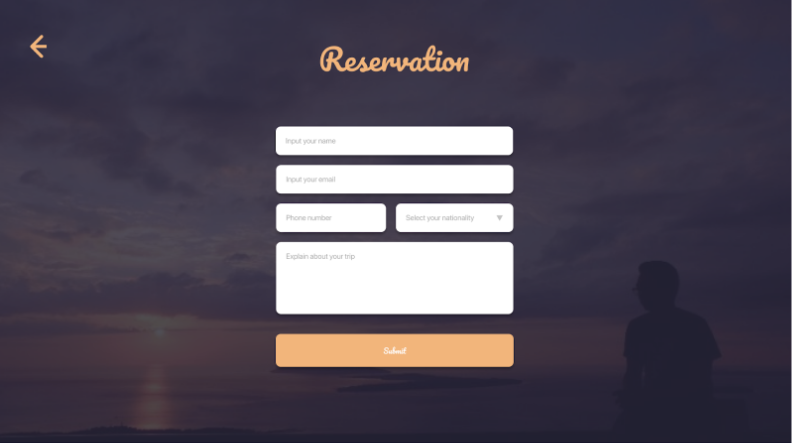 Reservation
Input your name
Input your email
Phone number
Select your nationality
Explain about your trip
Submit